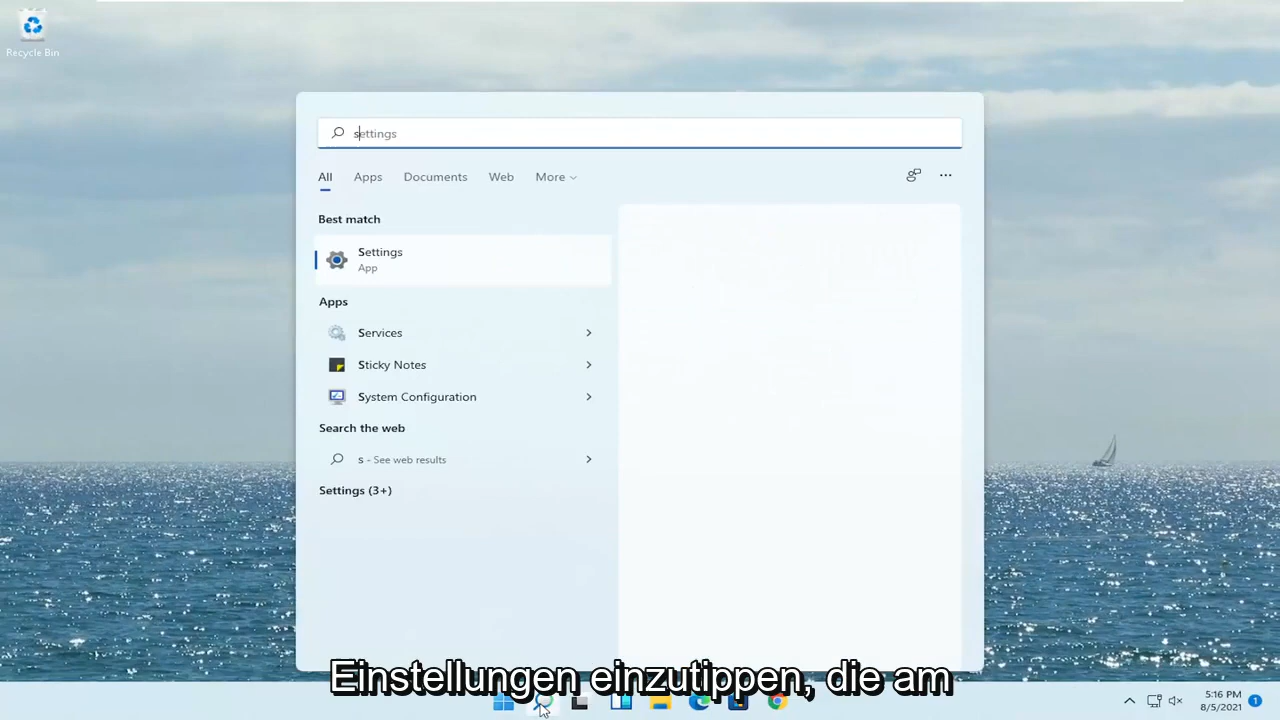 Recycle Bin
settings
All Apps Documents Web More
Best match
Settings
App
Apps
Services
Sticky Notes
System Configuration
Search the web
s - See web results
Settings (3+)
Einstellungen einzutippen, die am
5:16 PM
8/5/2021
1